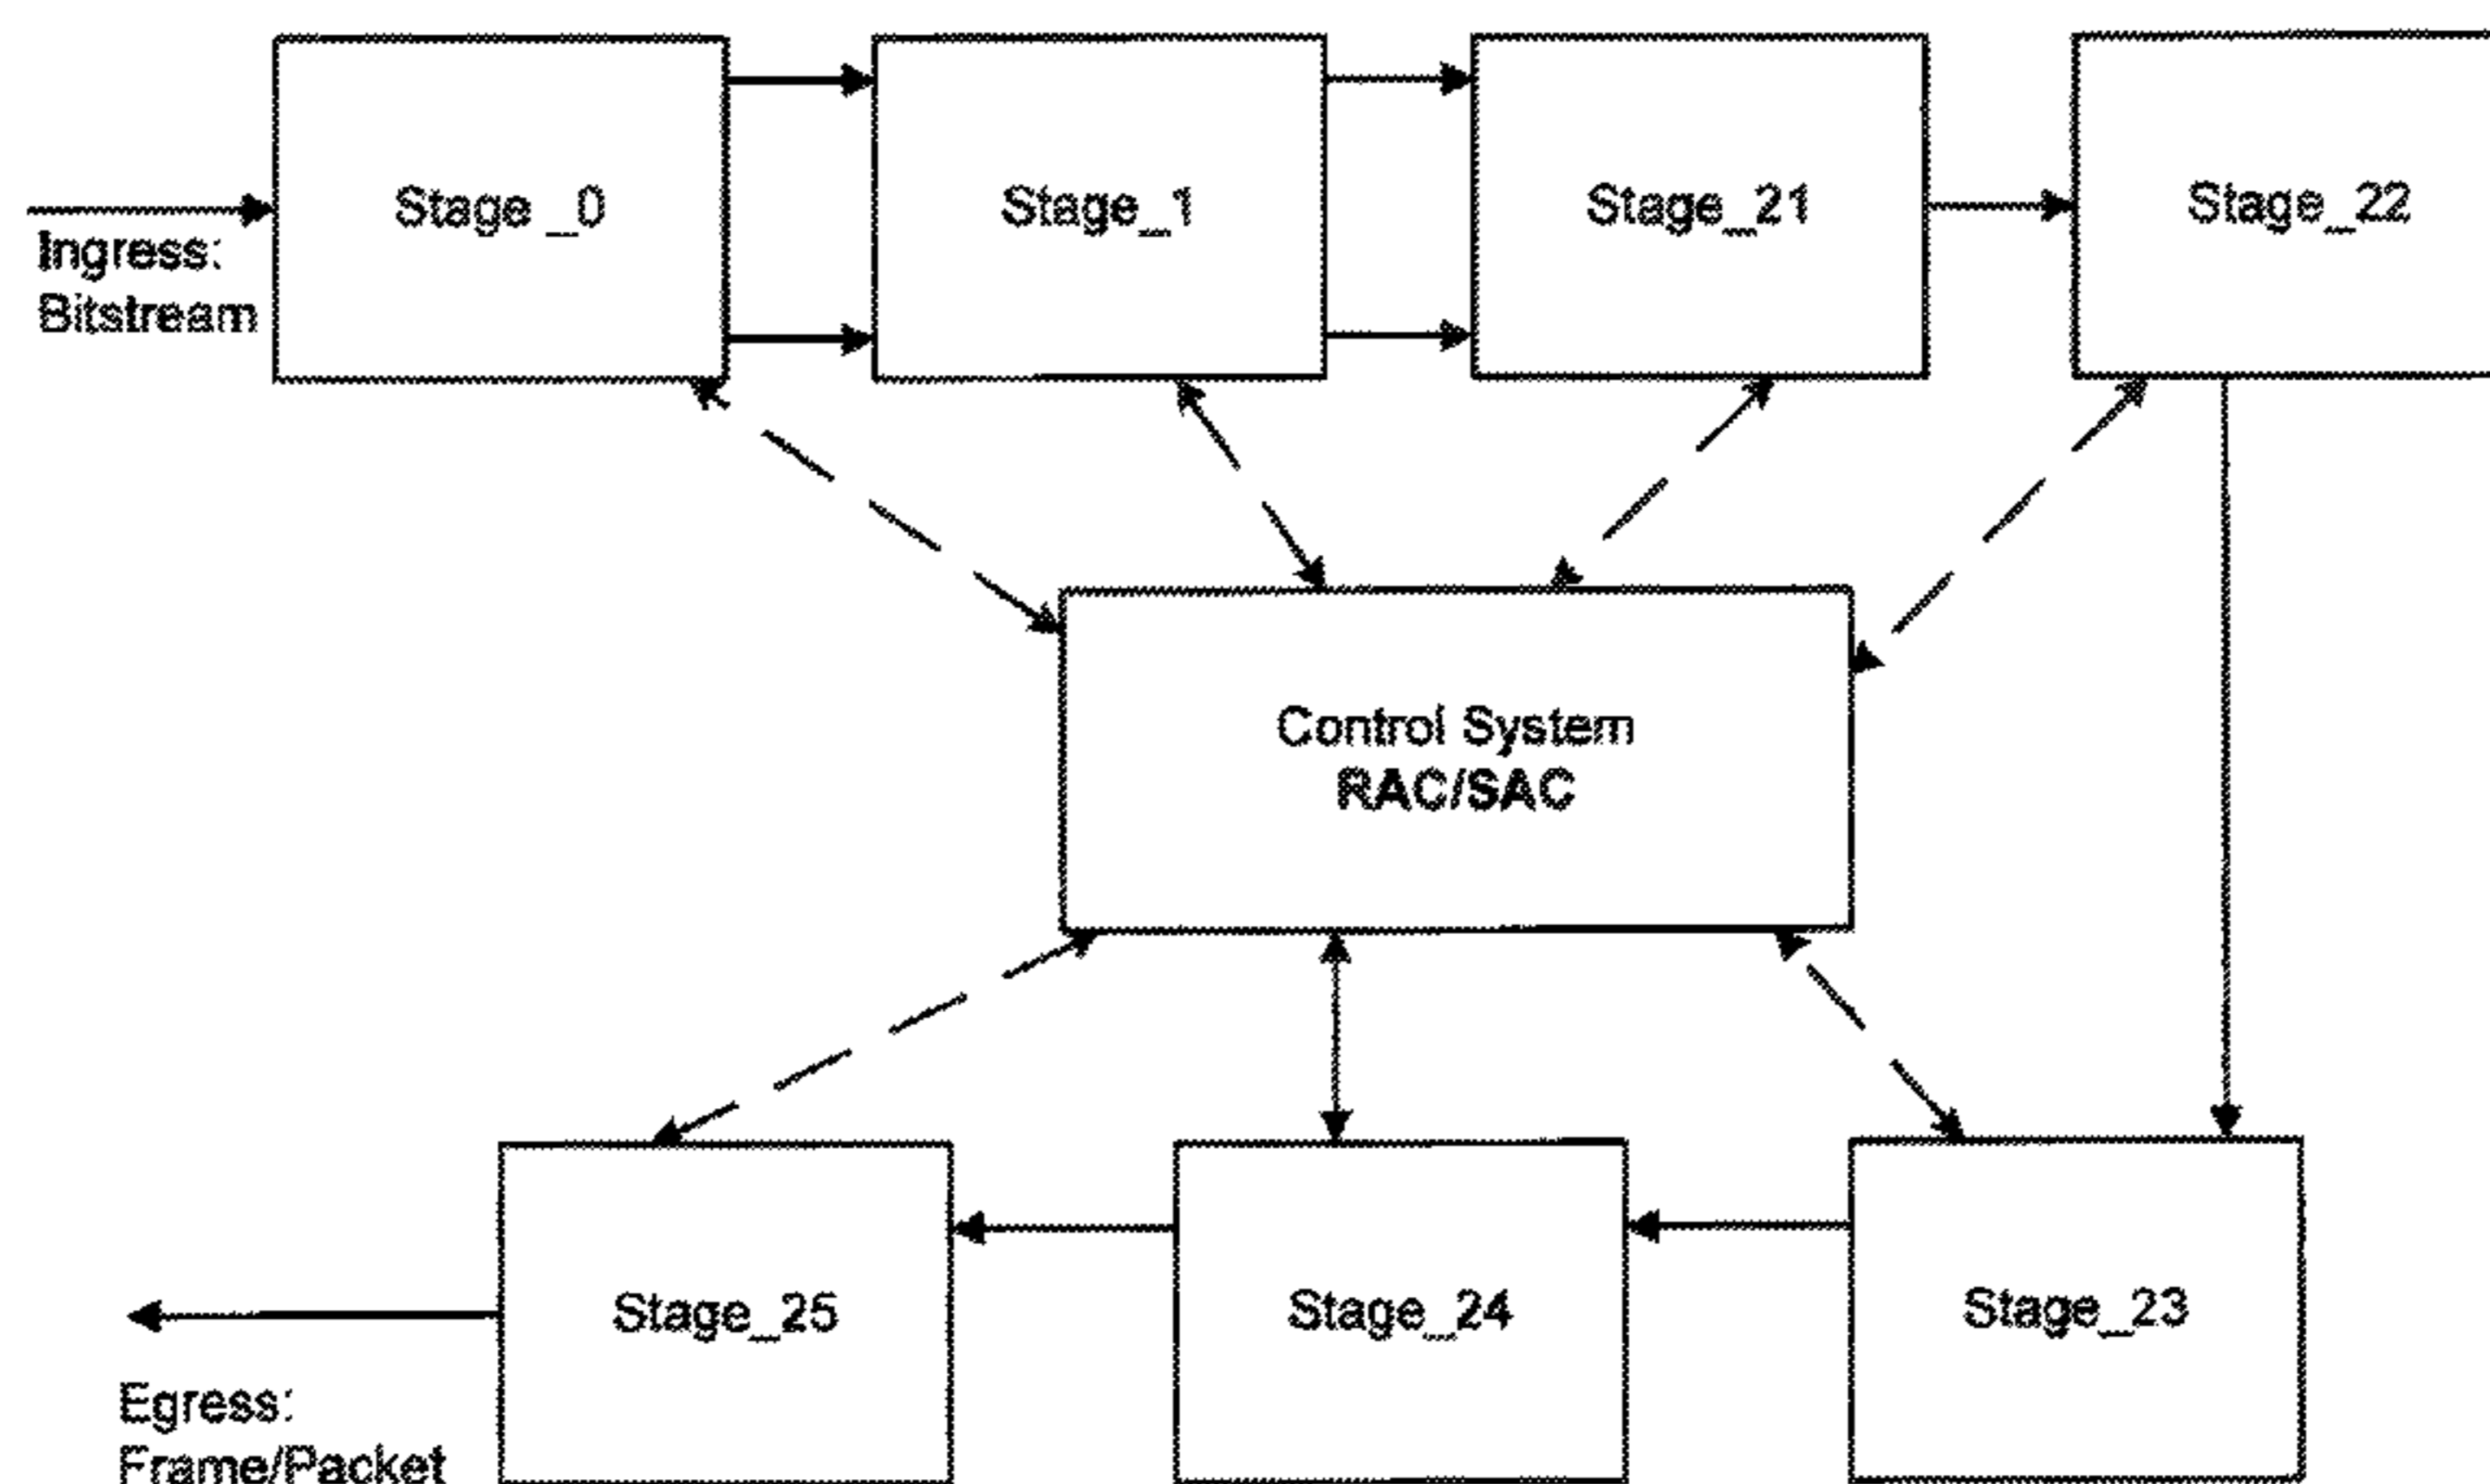 Stage _0
Stage_1
Stage_21
Stage_22
Ingress:
Bitstream
Control System
RAC/SAC
Stage_25
Stage_24
Stage_23
Egress:
Frame/Packet